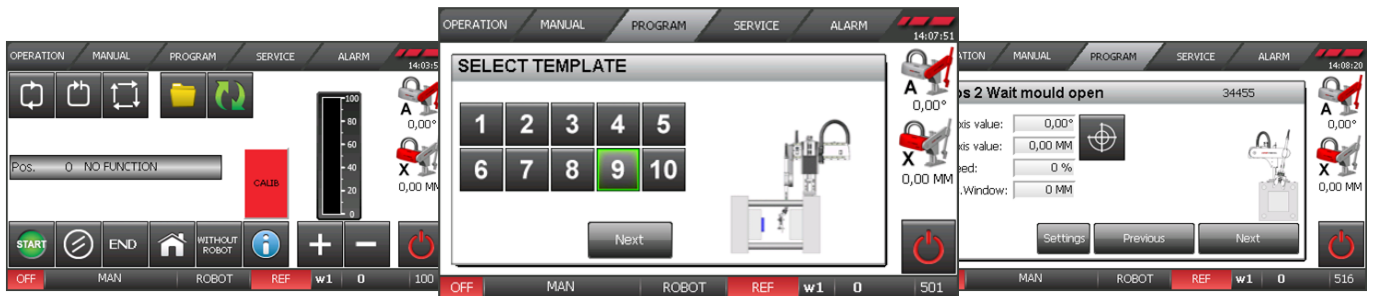 OPERATION MANUAL PROGRAM SERVICE ALARM
14:03:5
A
0,00°
X
0,00 MM
100
80
60
40
20
0
Pos. 0 NO FUNCTION
CALIB
START END WITHOUT ROBOT i + −
OFF MAN ROBOT REF w1 0 100
OPERATION MANUAL PROGRAM SERVICE ALARM
14:07:51
SELECT TEMPLATE
1 2 3 4 5
6 7 8 9 10
Next
A
0,00°
X
0,00 MM
OFF MAN ROBOT REF w1 0 501
ATION MANUAL PROGRAM SERVICE ALARM
14:08:20
os 2 Wait mould open 34455
xis value: 0,00°
xis value: 0,00 MM
eed: 0 %
.Window: 0 MM
Settings Previous Next
A
0,00°
X
0,00 MM
MAN ROBOT REF w1 0 516